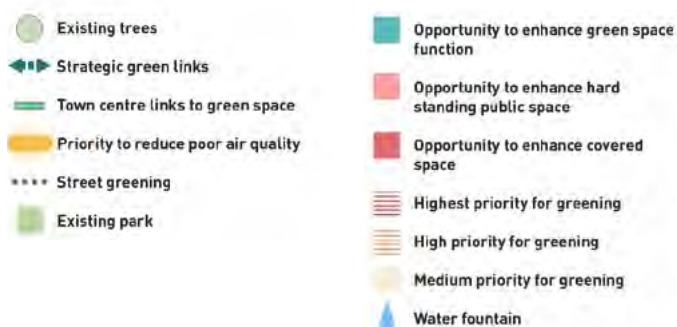 Existing trees
Strategic green links
Town centre links to green space
Priority to reduce poor air quality
Street greening
Existing park
Opportunity to enhance green space
function
Opportunity to enhance hard
standing public space
Opportunity to enhance covered
space
Highest priority for greening
High priority for greening
Medium priority for greening
Water fountain